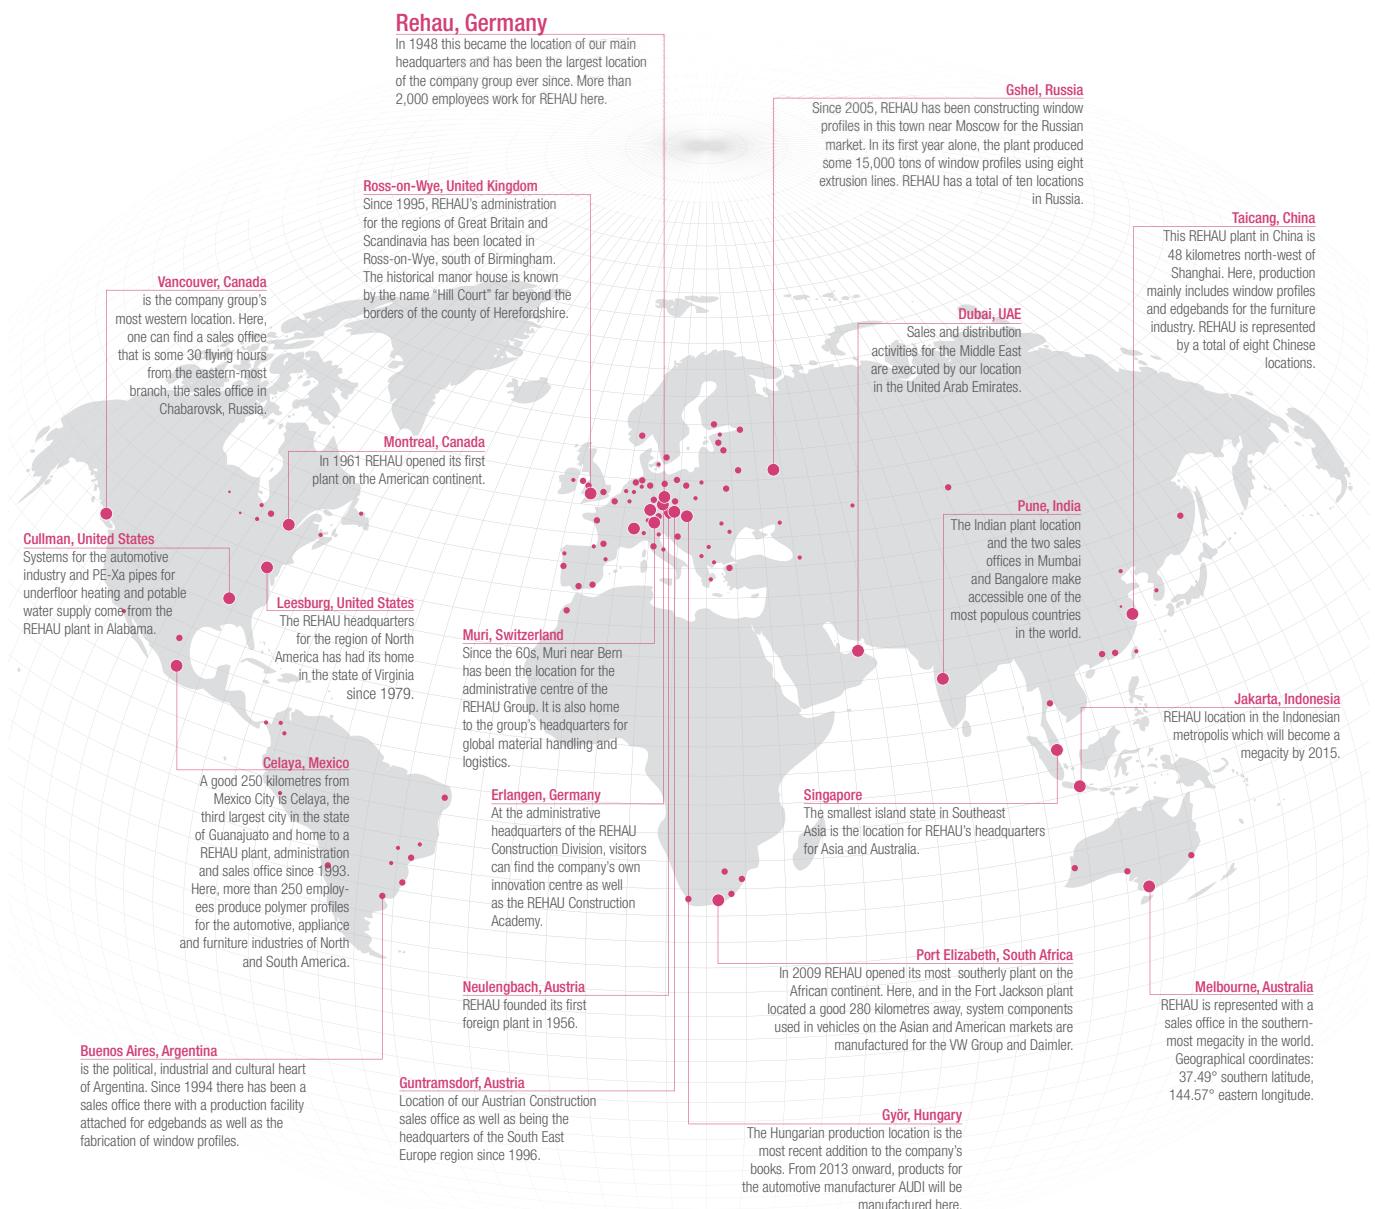 Rehau, Germany
In 1948 this became the location of our main
headquarters and has been the largest location
of the company group ever since. More than
2,000 employees work for REHAU here.
Gshel, Russia
Since 2005, REHAU has been constructing window
profiles in this town near Moscow for the Russian
market. In its first year alone, the plant produced
some 15,000 tons of window profiles using eight
extrusion lines. REHAU has a total of ten locations
in Russia.
Ross-on-Wye, United Kingdom
Since 1995, REHAU's administration
for the regions of Great Britain and
Scandinavia has been located in
Ross-on-Wye, south of Birmingham.
The historical manor house is known
by the name “Hill Court” far beyond the
borders of the county of Herefordshire.
Taicang, China
This REHAU plant in China is
48 kilometres north-west of
Shanghai. Here, production
mainly includes window profiles
and edgebands for the furniture
industry. REHAU is represented
by a total of eight Chinese
locations.
Vancouver, Canada
is the company group's
most western location. Here,
one can find a sales office
that is some 30 flying hours
from the eastern-most
branch, the sales office in
Chabarovsk, Russia.
Dubai, UAE
Sales and distribution
activities for the Middle East
are executed by our location
in the United Arab Emirates.
Montreal, Canada
In 1961 REHAU opened its first
plant on the American continent.
Pune, India
The Indian plant location
and the two sales
offices in Mumbai
and Bangalore make
accessible one of the
most populous countries
in the world.
Cullman, United States
Systems for the automotive
industry and PE-Xa pipes for
underfloor heating and potable
water supply come from the
REHAU plant in Alabama.
Leesburg, United States
The REHAU headquarters
for the region of North
America has had its home
in the state of Virginia
since 1979.
Muri, Switzerland
Since the 60s, Muri near Bern
has been the location for the
administrative centre of the
REHAU Group. It is also home
to the group's headquarters for
global material handling and
logistics.
Jakarta, Indonesia
REHAU location in the Indonesian
metropolis which will become a
megacity by 2015.
Celaya, Mexico
A good 250 kilometres from
Mexico City is Celaya, the
third largest city in the state
of Guanajuato and home to a
REHAU plant, administration
and sales office since 1993.
Here, more than 250 employ-
ees produce polymer profiles
for the automotive, appliance
and furniture industries of North
and South America.
Erlangen, Germany
At the administrative
headquarters of the REHAU
Construction Division, visitors
can find the company's own
innovation centre as well
as the REHAU Construction
Academy.
Singapore
The smallest island state in Southeast
Asia is the location for REHAU's headquarters
for Asia and Australia.
Port Elizabeth, South Africa
In 2009 REHAU opened its most southerly plant on the
African continent. Here, and in the Fort Jackson plant
located a good 280 kilometres away, system components
used in vehicles on the Asian and American markets are
manufactured for the VW Group and Daimler.
Neulengbach, Austria
REHAU founded its first
foreign plant in 1956.
Melbourne, Australia
REHAU is represented with a
sales office in the southern-
most megacity in the world.
Geographical coordinates:
37.49° southern latitude,
144.57° eastern longitude.
Buenos Aires, Argentina
is the political, industrial and cultural heart
of Argentina. Since 1994 there has been a
sales office there with a production facility
attached for edgebands as well as the
fabrication of window profiles.
Guntramsdorf, Austria
Location of our Austrian Construction
sales office as well as being the
headquarters of the South East
Europe region since 1996.
Györ, Hungary
The Hungarian production location is the
most recent addition to the company's
books. From 2013 onward, products for
the automotive manufacturer AUDI will be
manufactured here.